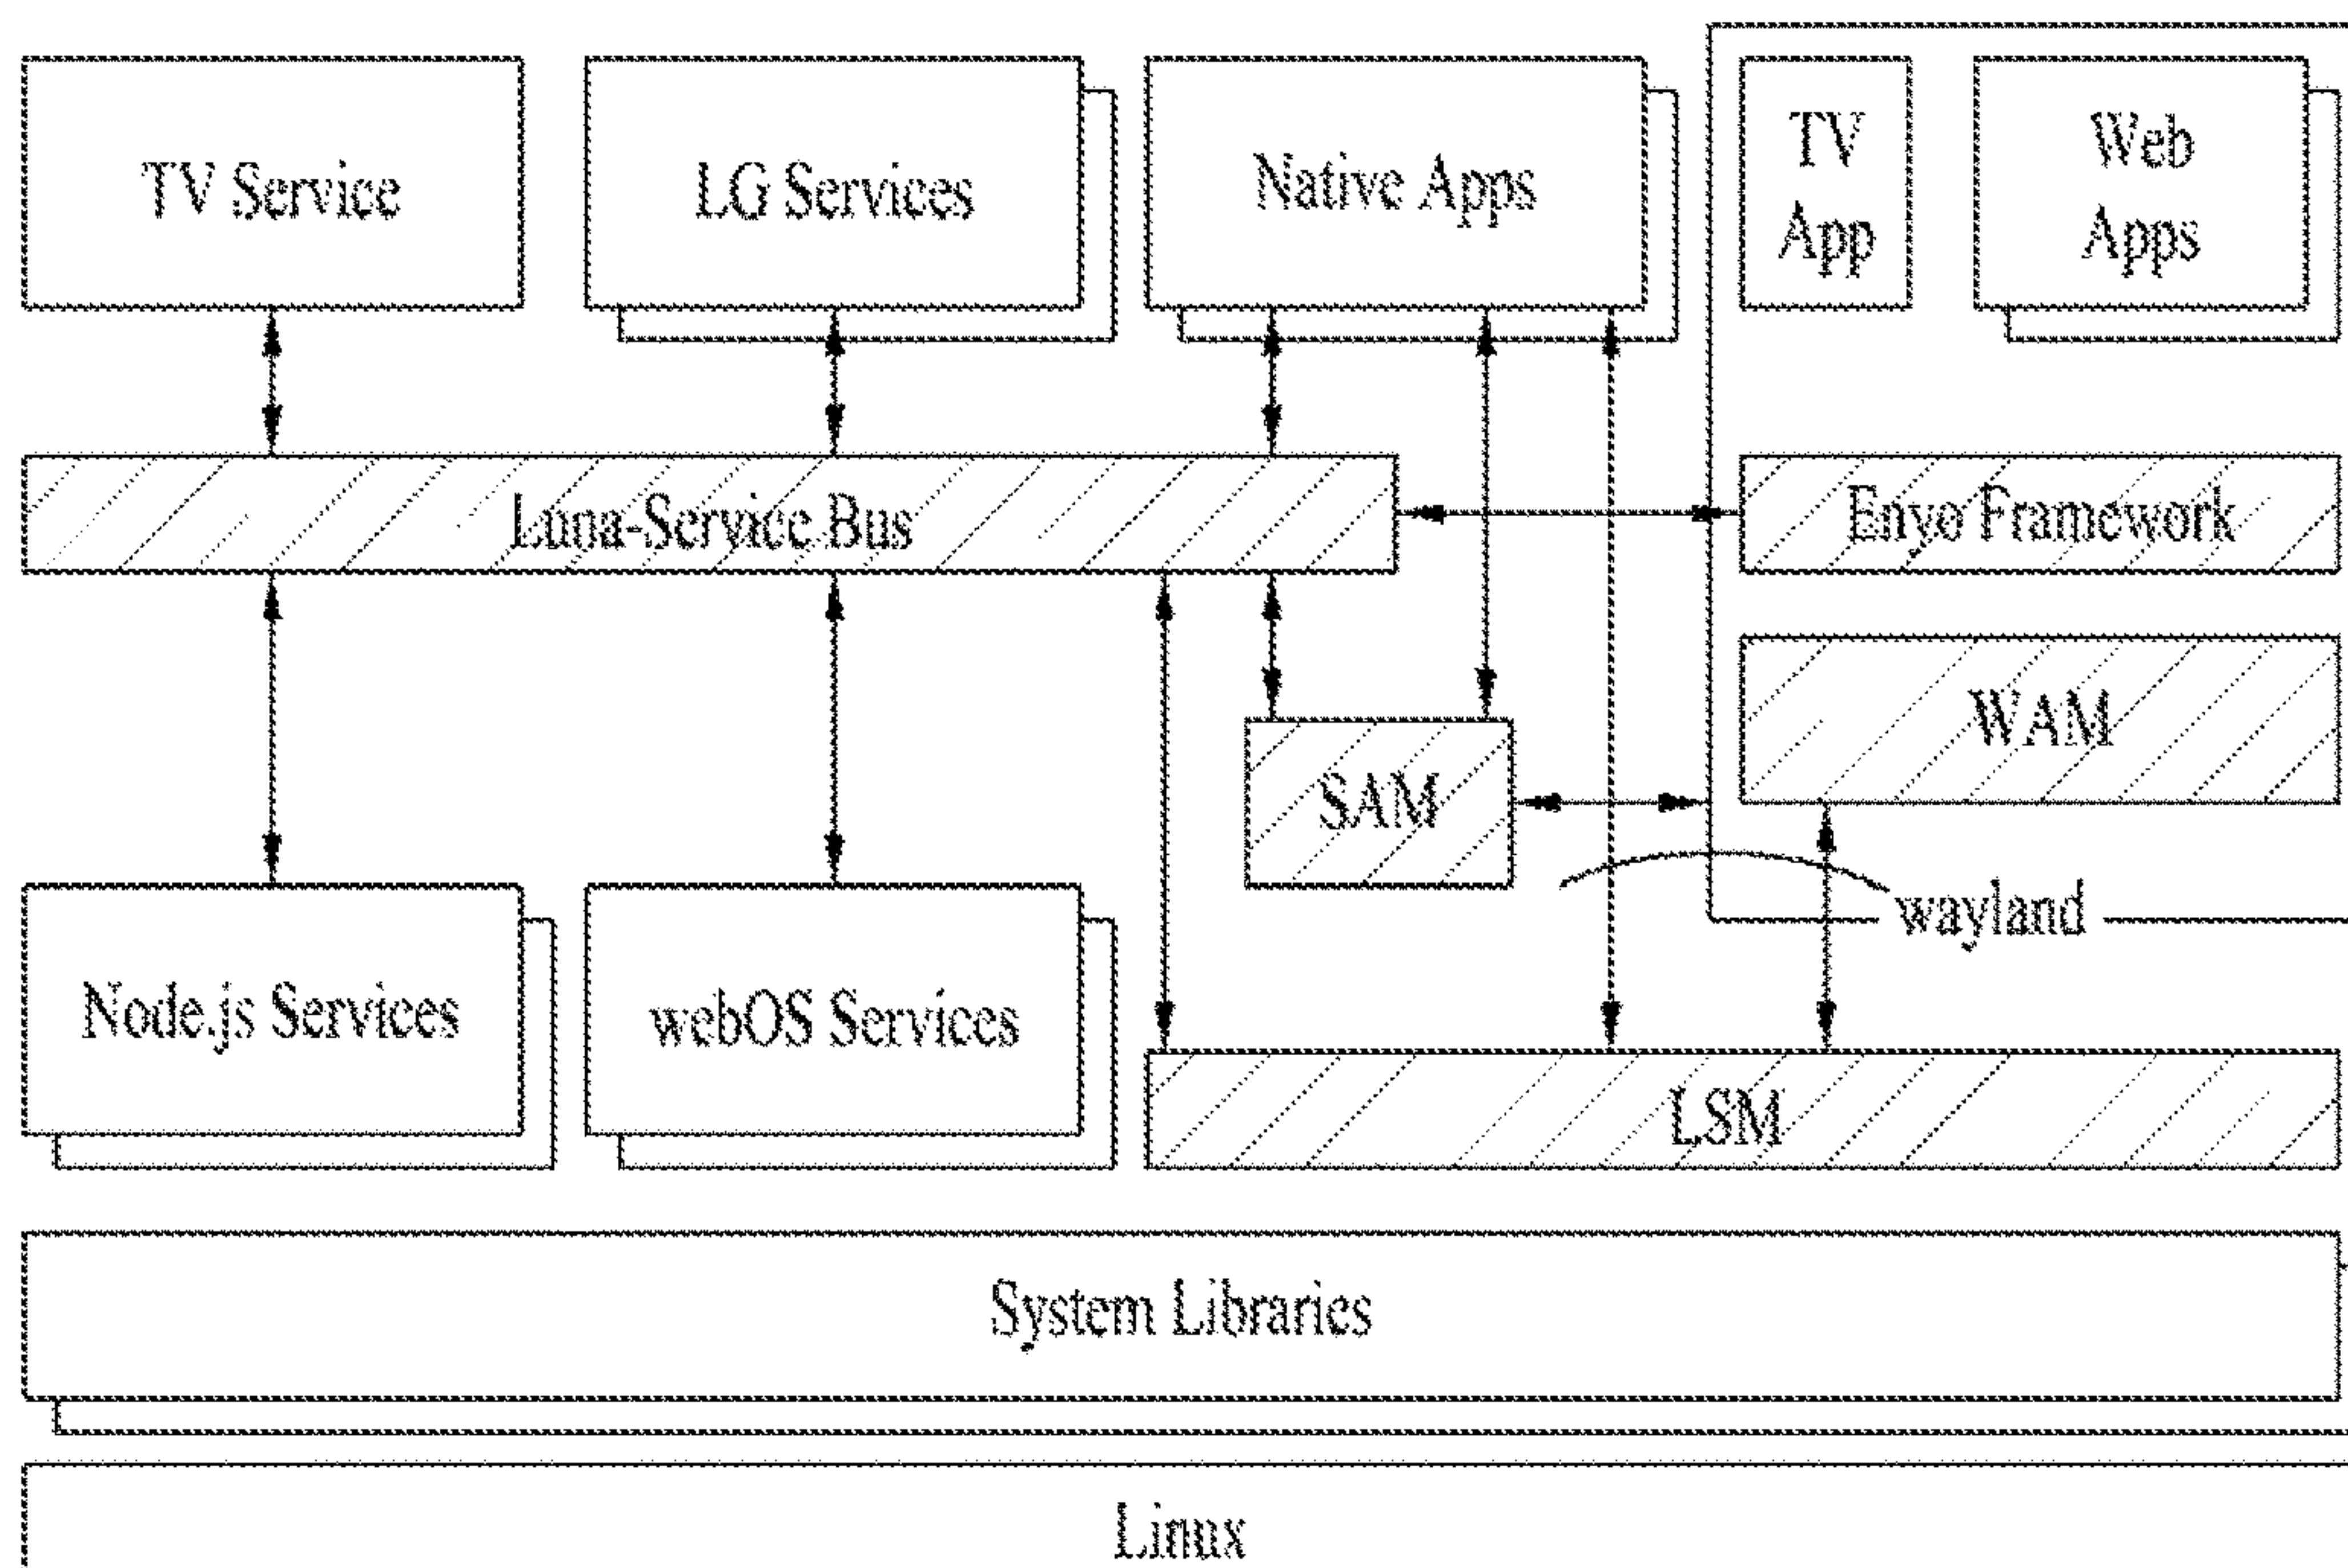 TV Service
LG Services
Native Apps
TV
App
Web
Apps
Luna-Service Bus
Enyo Framework
WAM
SAM
wayland
Node.js Services
webOS Services
LSM
System Libraries
Linux